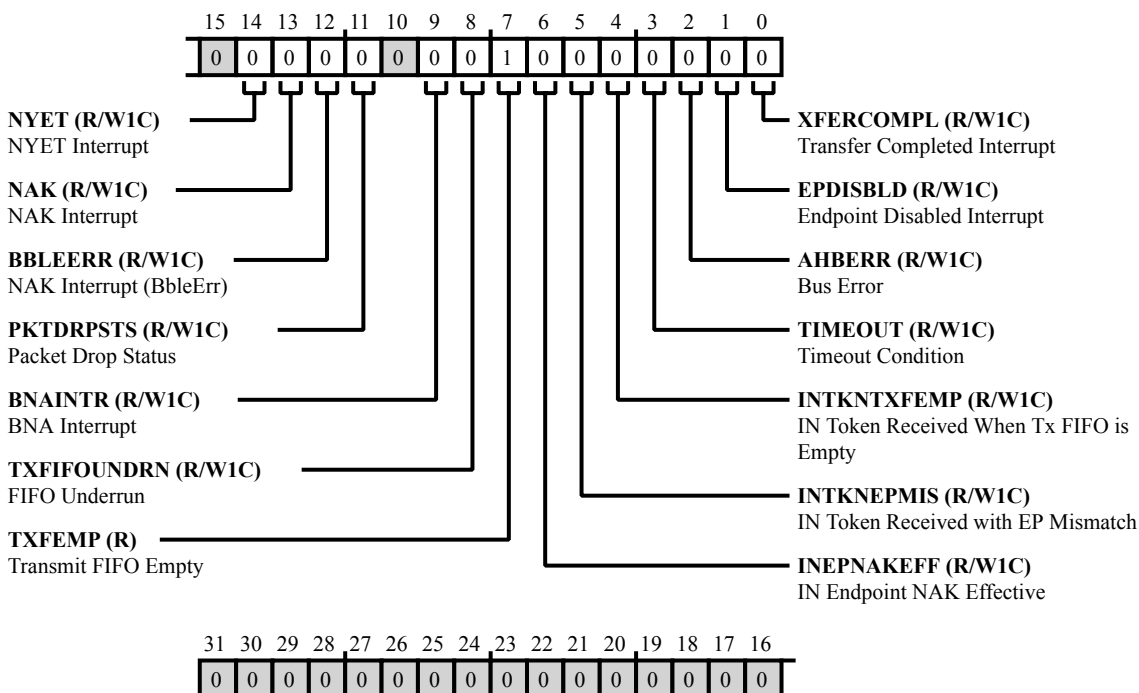 15 14 13 12 11 10 9 8 7 6 5 4 3 2 1 0
0 0 0 0 0 0 0 0 1 0 0 0 0 0 0 0
NYET (R/W1C)
NYET Interrupt
NAK (R/W1C)
NAK Interrupt
BBLEERR (R/W1C)
NAK Interrupt (BbleErr)
PKTDRPSTS (R/W1C)
Packet Drop Status
BNAINTR (R/W1C)
BNA Interrupt
TXFIFOUNDRN (R/W1C)
FIFO Underrun
TXFEMP (R)
Transmit FIFO Empty
XFERCOMPL (R/W1C)
Transfer Completed Interrupt
EPDISBLD (R/W1C)
Endpoint Disabled Interrupt
AHBERR (R/W1C)
Bus Error
TIMEOUT (R/W1C)
Timeout Condition
INTKNTXFEMP (R/W1C)
IN Token Received When Tx FIFO is
Empty
INTKNEPMIS (R/W1C)
IN Token Received with EP Mismatch
INEPNAKEFF (R/W1C)
IN Endpoint NAK Effective
31 30 29 28 27 26 25 24 23 22 21 20 19 18 17 16
0 0 0 0 0 0 0 0 0 0 0 0 0 0 0 0